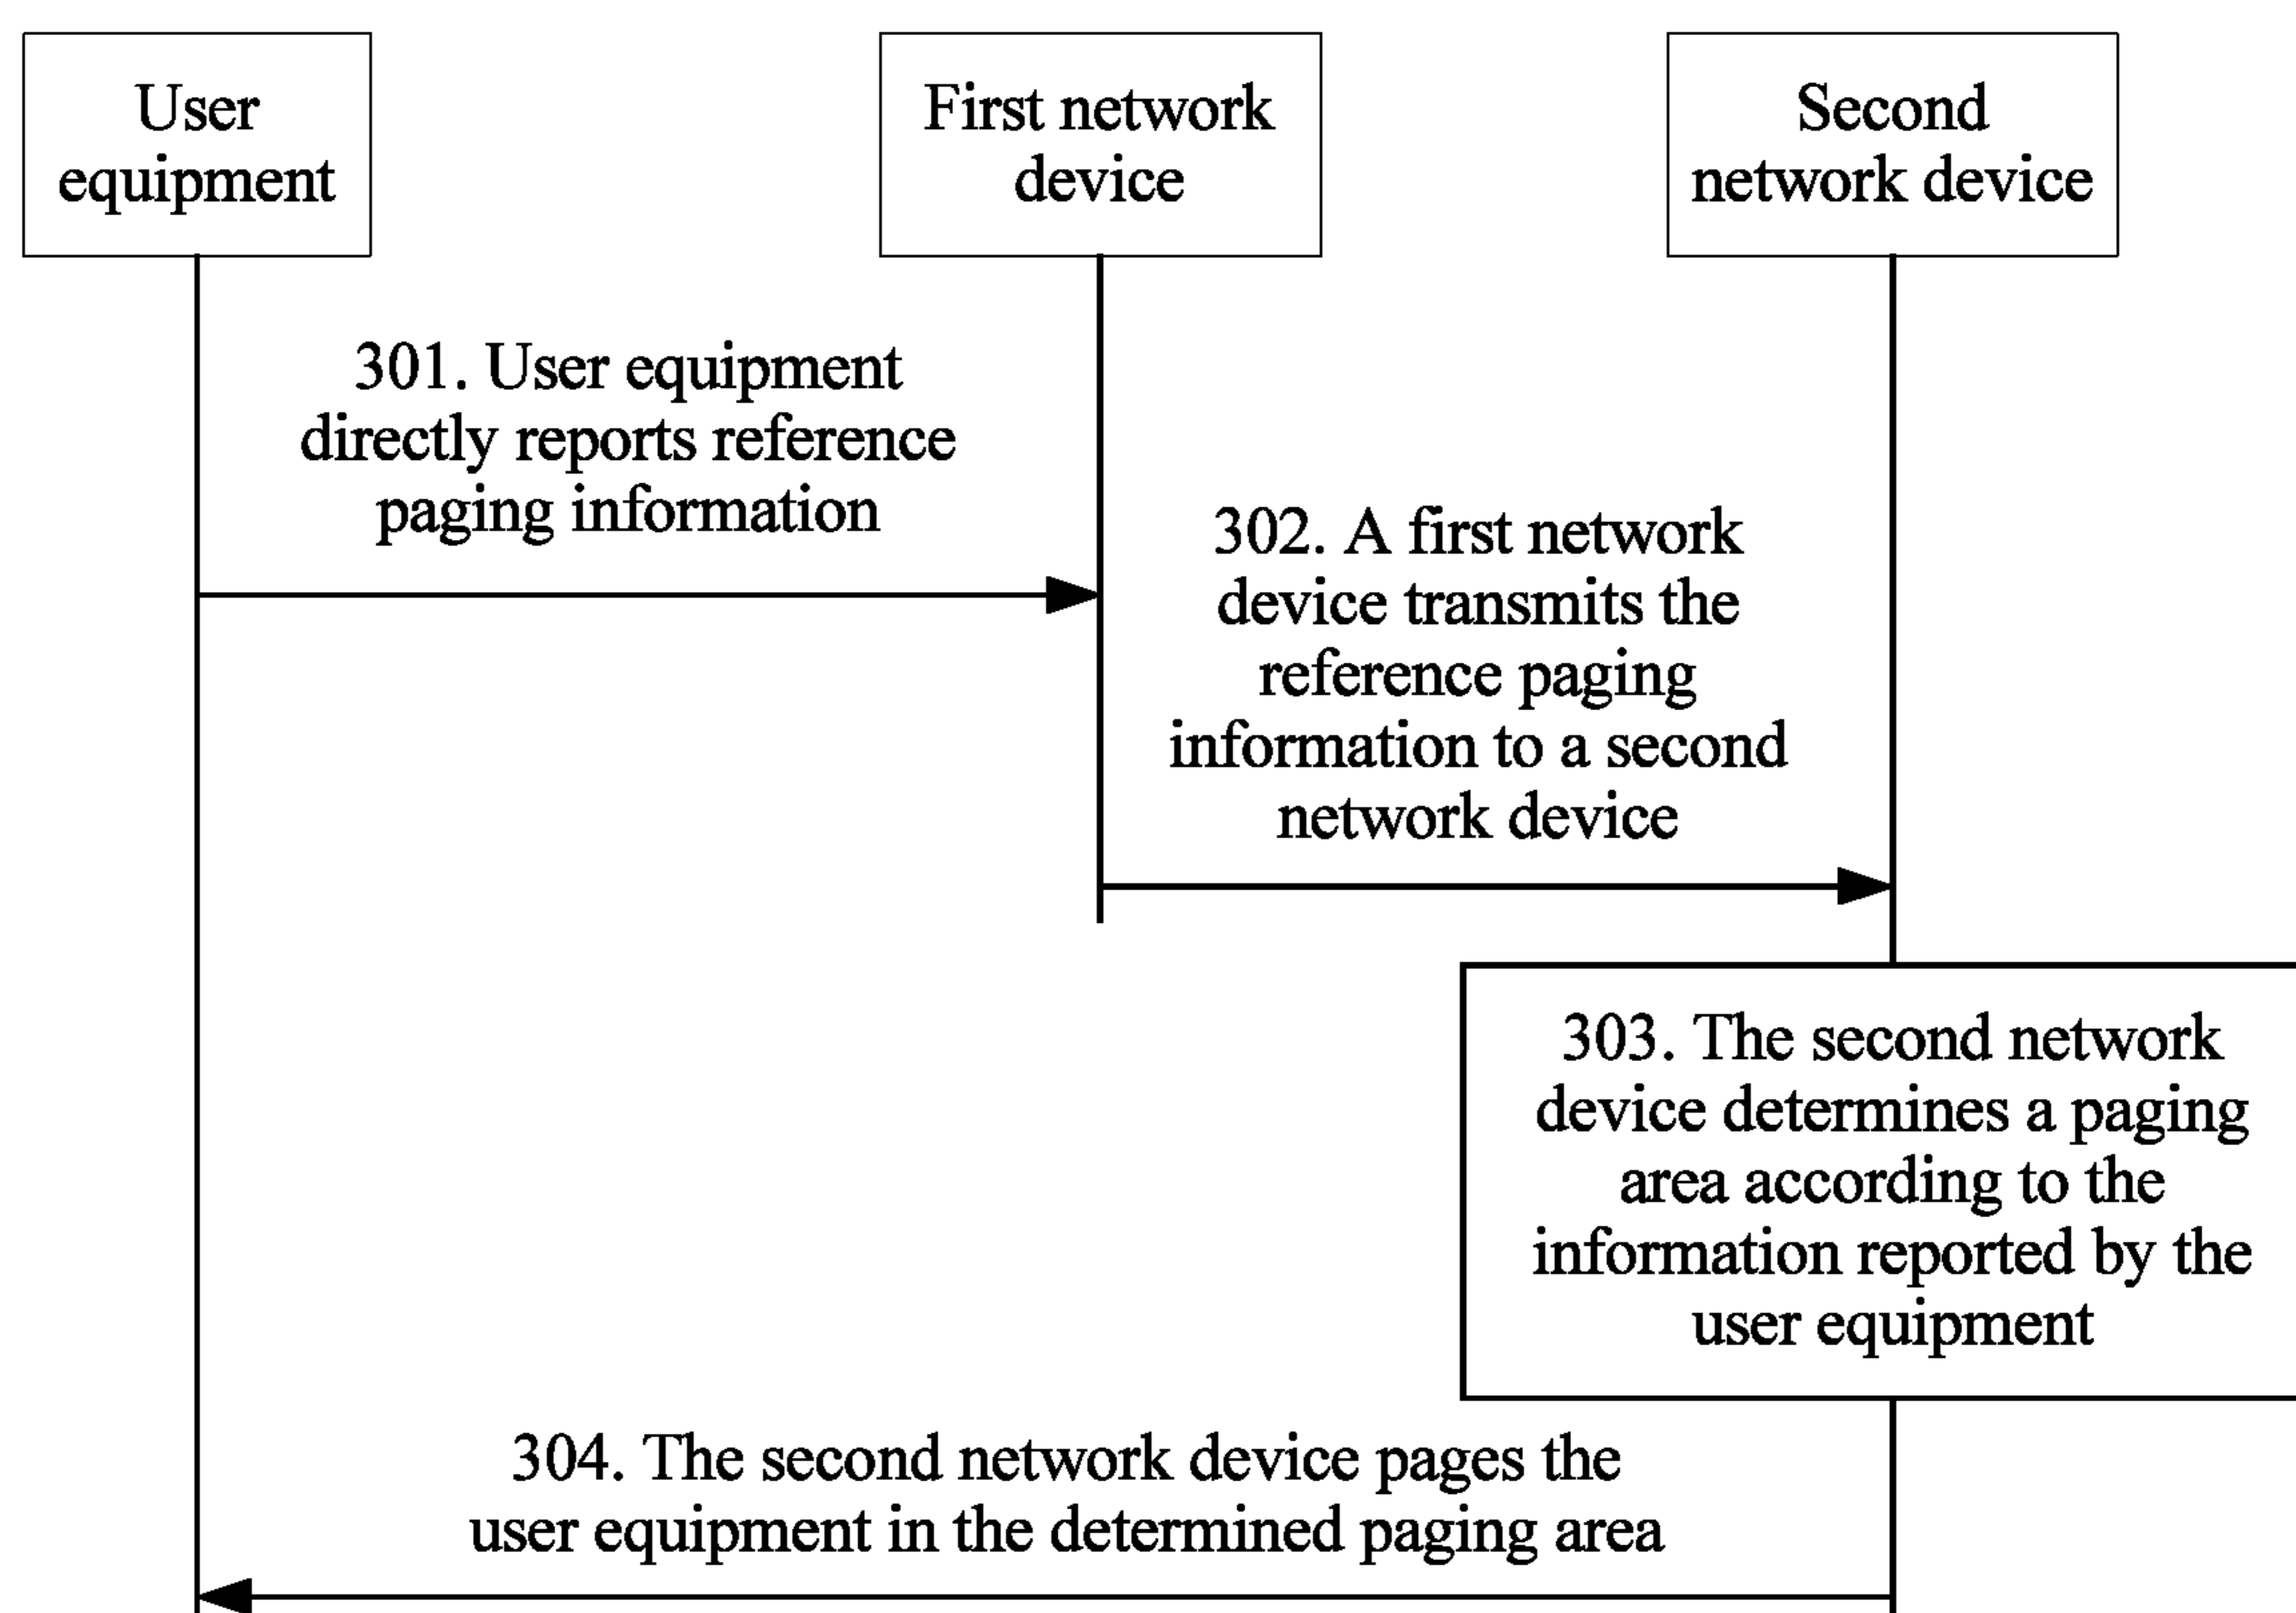 User
equipment
First network
device
Second
network device
301. User equipment
directly reports reference
paging information
302. A first network
device transmits the
reference paging
information to a second
network device
303. The second network
device determines a paging
area according to the
information reported by the
user equipment
304. The second network device pages the
user equipment in the determined paging area